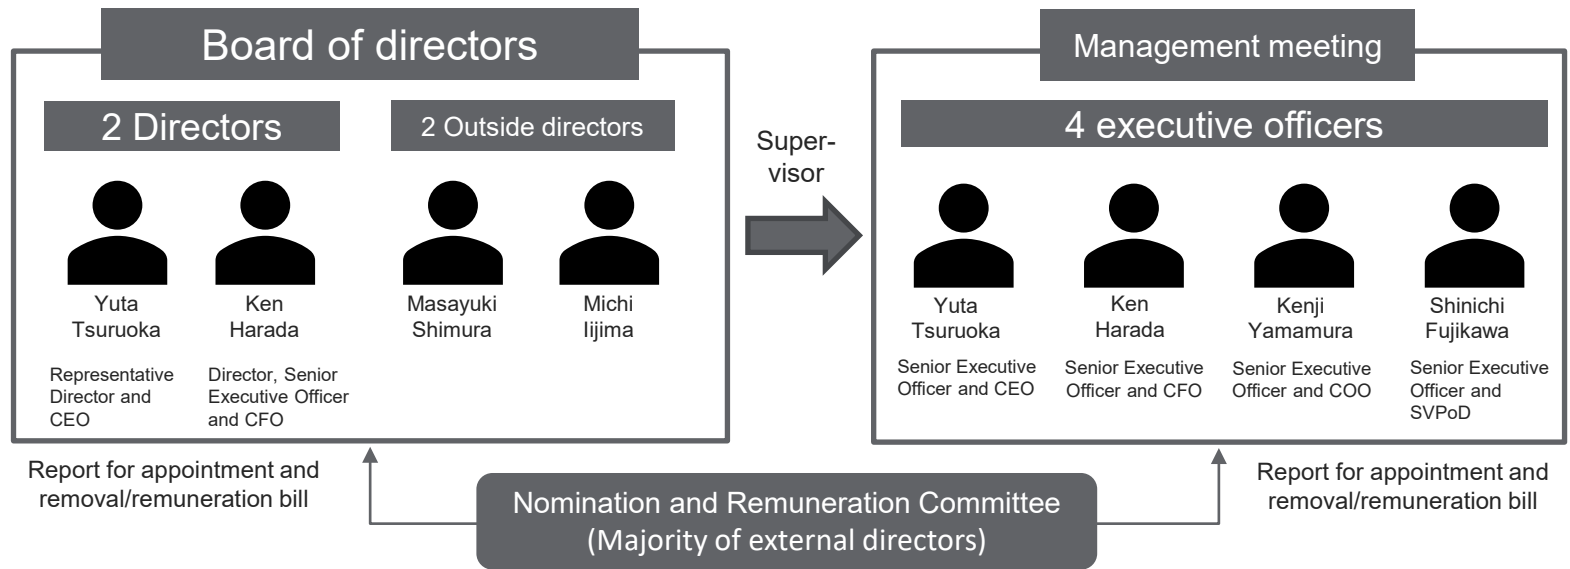 Board of directors
2 Directors
2 Outside directors
Yuta
Tsuruoka
Representative
Director and
CEO
Ken
Harada
Director, Senior
Executive Officer
and CFO
Masayuki
Shimura
Michi
Iijima
Super-
visor
Management meeting
4 executive officers
Yuta
Tsuruoka
Senior Executive
Officer and CEO
Ken
Harada
Senior Executive
Officer and CFO
Kenji
Yamamura
Senior Executive
Officer and COO
Shinichi
Fujikawa
Senior Executive
Officer and
SVPoD
Report for appointment and
removal/remuneration bill
Nomination and Remuneration Committee
(Majority of external directors)
Report for appointment and
removal/remuneration bill